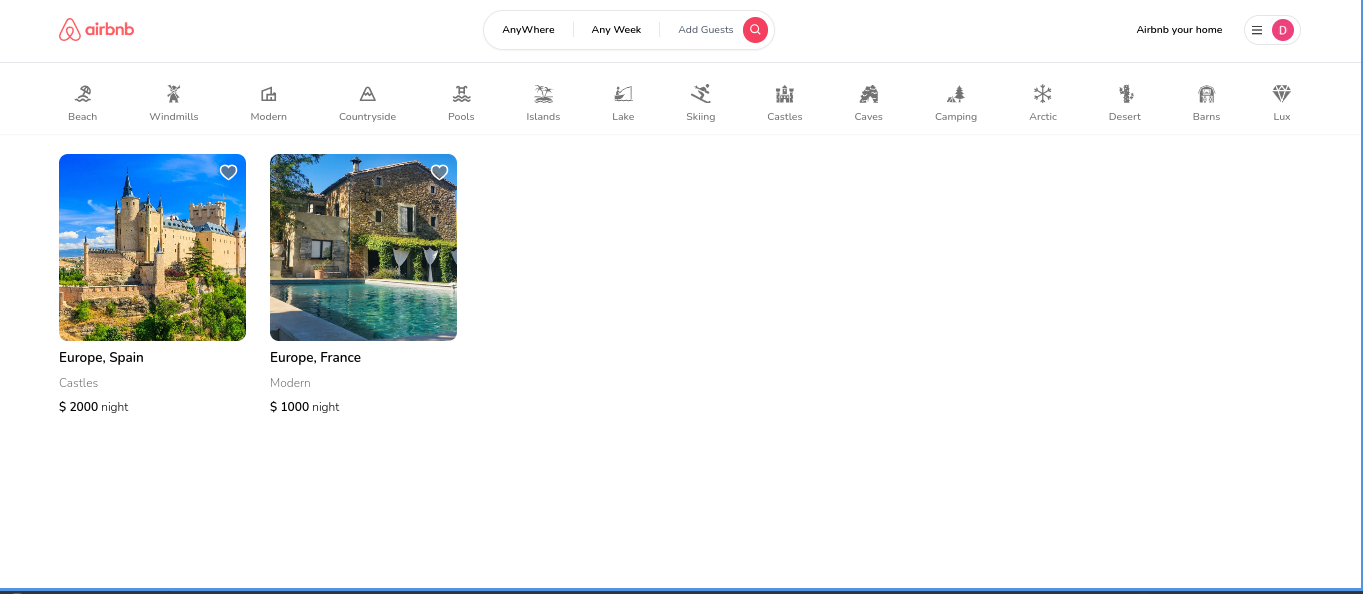 airbnb
AnyWhere
Any Week
Add Guests
Airbnb your home
D
Beach
Windmills
Modern
Countryside
Pools
Islands
Lake
Skiing
Castles
Caves
Camping
Arctic
Desert
Barns
Lux
Europe, Spain
Castles
$ 2000 night
Europe, France
Modern
$ 1000 night